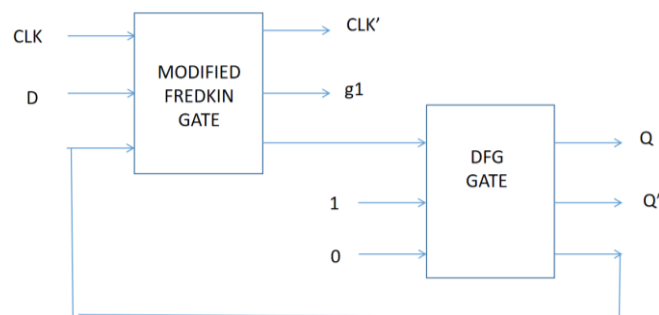 CLK
CLK’
MODIFIED
FREDKIN
GATE
D
g1
DFG
GATE
Q
1
Q’
0